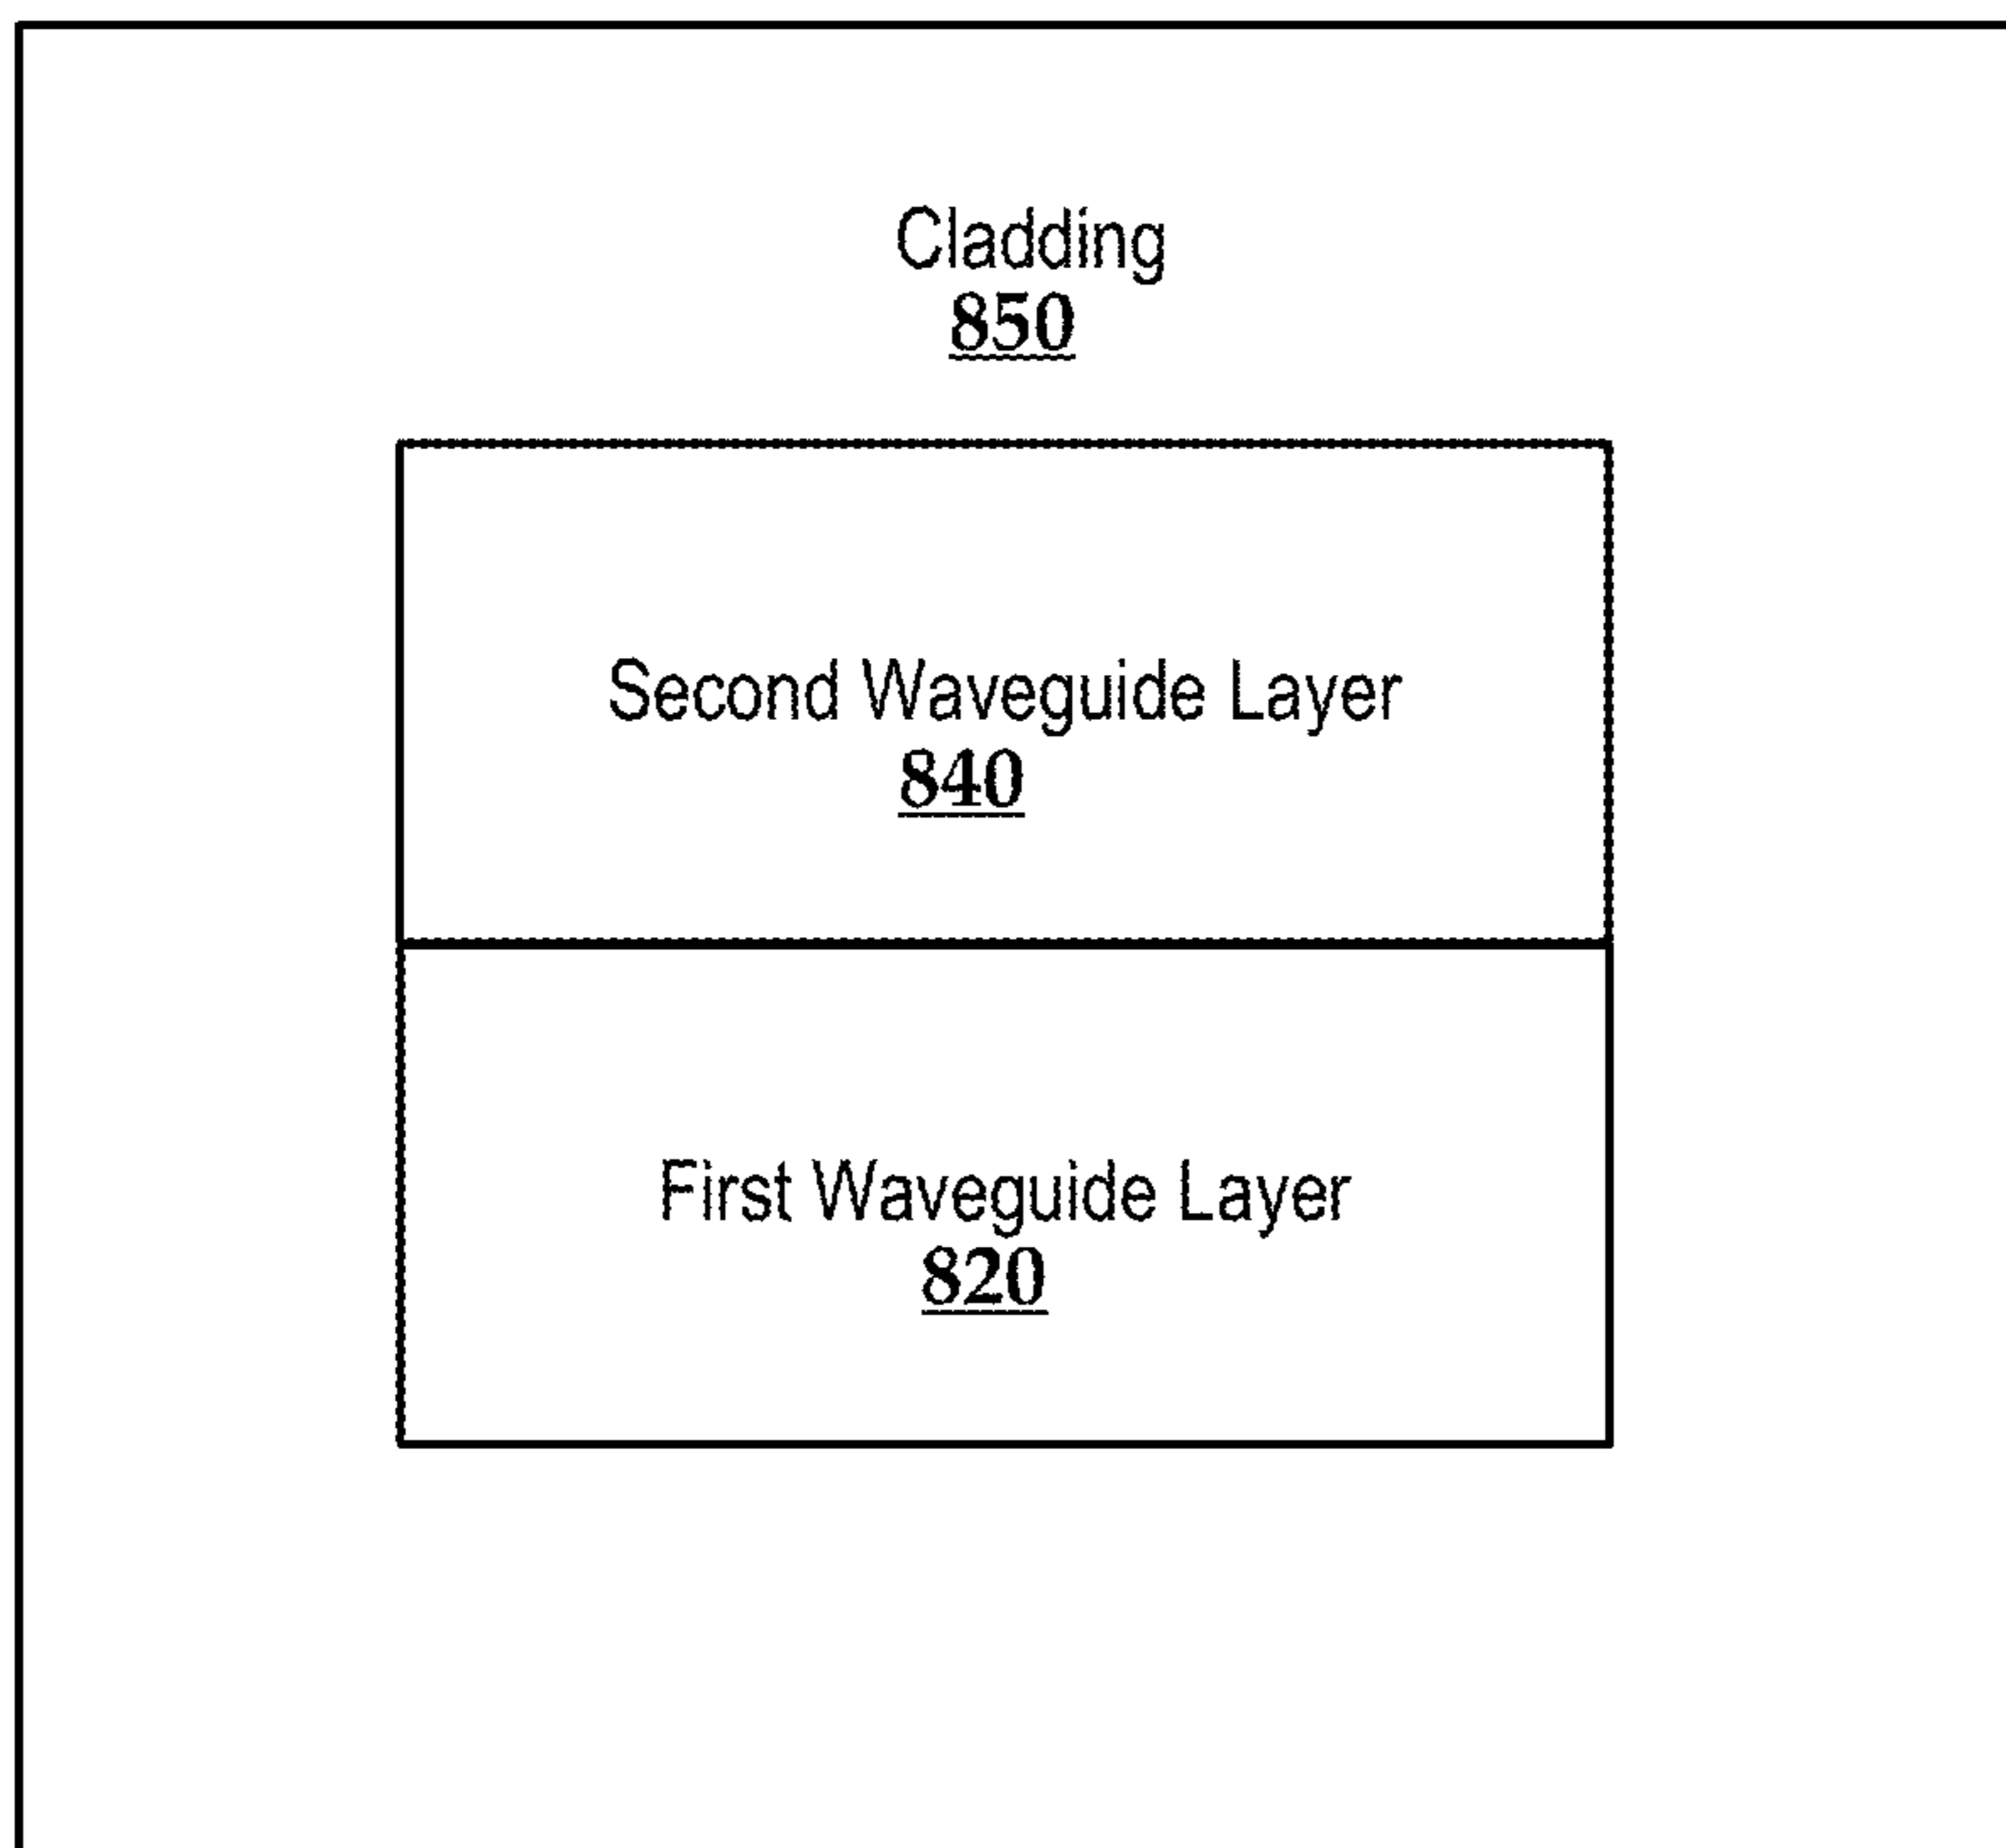 Cladding
850
Second Waveguide Layer
840
First Waveguide Layer
820